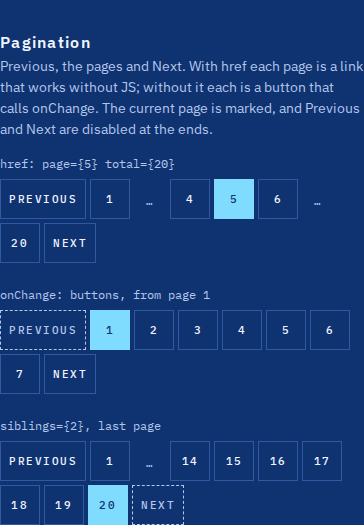 Pagination
Previous, the pages and Next. With href each page is a link
that works without JS; without it each is a button that
calls onChange. The current page is marked, and Previous
and Next are disabled at the ends.
href: page={5} total={20}
PREVIOUS 1 … 4 5 6 …
20 NEXT
onChange: buttons, from page 1
PREVIOUS 1 2 3 4 5 6
7 NEXT
siblings={2}, last page
PREVIOUS 1 … 14 15 16 17
18 19 20 NEXT